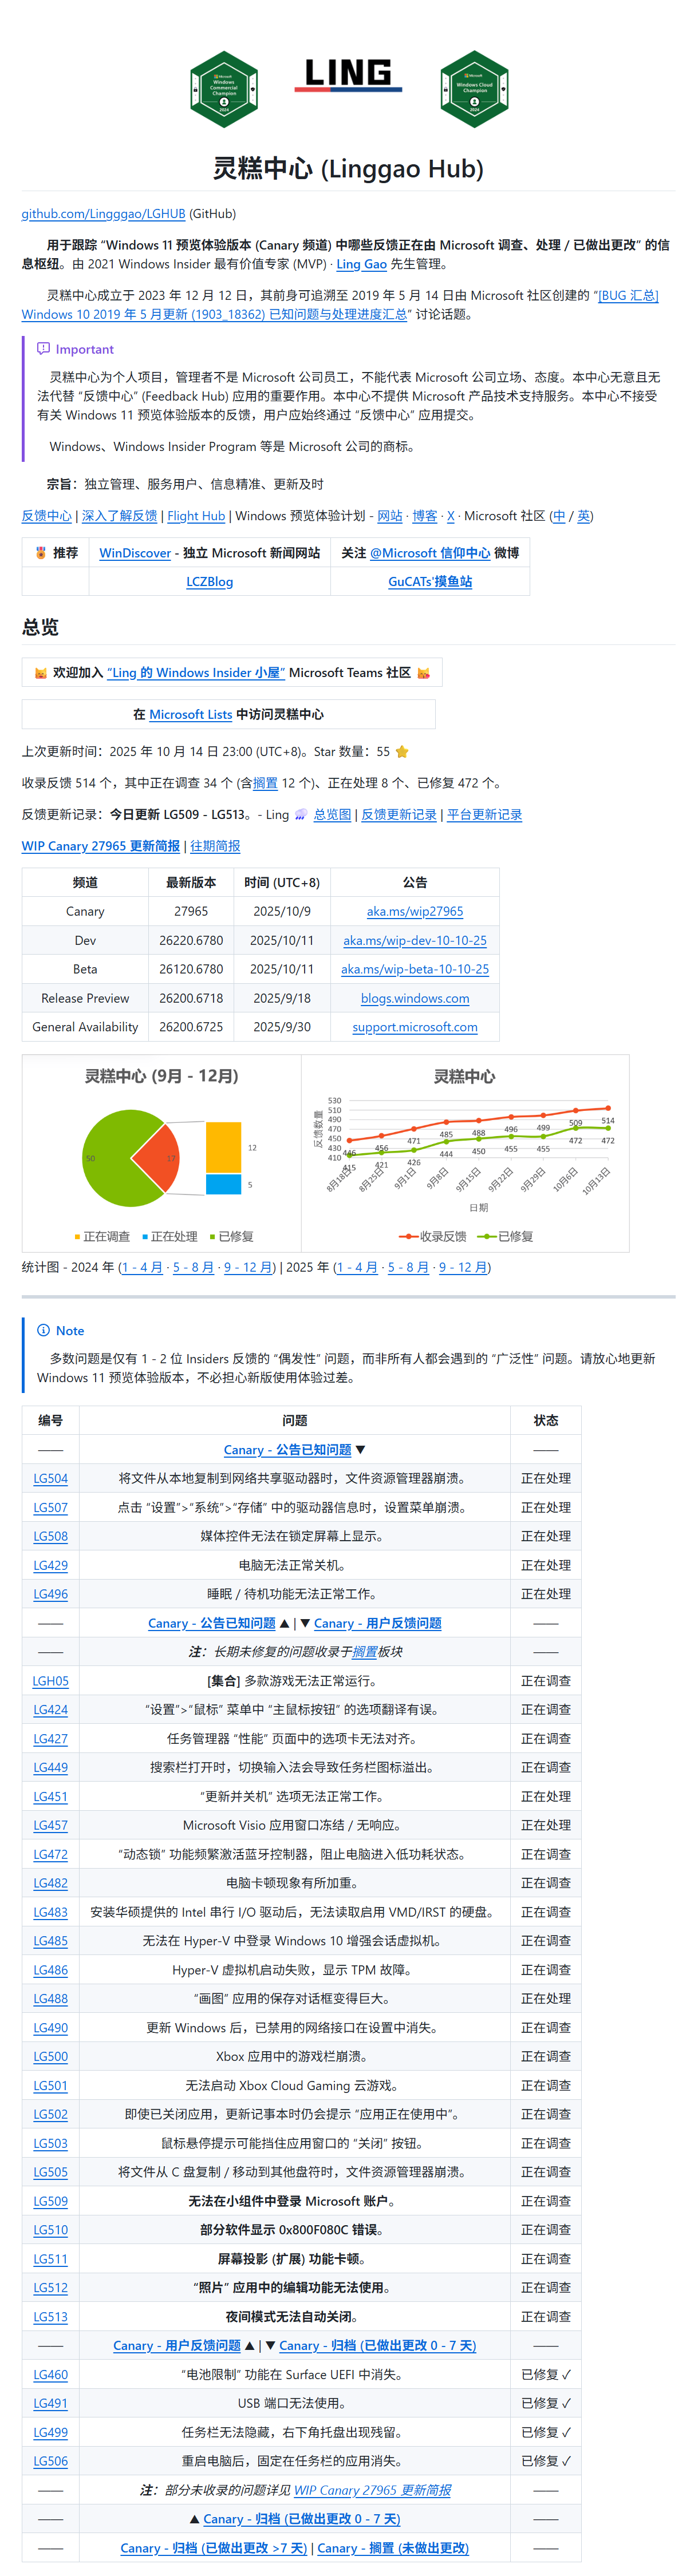 Microsoft
Windows
Commercial
Champion
2024
LING
Microsoft
Windows Cloud
Champion
2024
灵糕中心 (Linggao Hub)
github.com/Lingggao/LGHUB (GitHub)
用于跟踪 “Windows 11 预览体验版本 (Canary 频道) 中哪些反馈正在由 Microsoft 调查、处理 / 已做出更改” 的信
息枢纽。由 2021 Windows Insider 最有价值专家 (MVP) · Ling Gao 先生管理。
灵糕中心成立于 2023 年 12 月 12 日，其前身可追溯至 2019 年 5 月 14 日由 Microsoft 社区创建的 “[BUG 汇总]
Windows 10 2019 年 5 月更新 (1903_18362) 已知问题与处理进度汇总” 讨论话题。
Important
灵糕中心为个人项目，管理者不是 Microsoft 公司员工，不能代表 Microsoft 公司立场、态度。本中心无意且无
法代替 “反馈中心” (Feedback Hub) 应用的重要作用。本中心不提供 Microsoft 产品技术支持服务。本中心不接受
有关 Windows 11 预览体验版本的反馈，用户应始终通过 “反馈中心” 应用提交。
Windows、Windows Insider Program 等是 Microsoft 公司的商标。
宗旨：独立管理、服务用户、信息精准、更新及时
反馈中心 | 深入了解反馈 | Flight Hub | Windows 预览体验计划 - 网站 · 博客 · X · Microsoft 社区 (中 / 英)
🏅 推荐 WinDiscover - 独立 Microsoft 新闻网站 关注 @Microsoft 信仰中心 微博
LCZBlog GuCATs'摸鱼站
总览
欢迎加入 “Ling 的 Windows Insider 小屋” Microsoft Teams 社区
在 Microsoft Lists 中访问灵糕中心
上次更新时间：2025 年 10 月 14 日 23:00 (UTC+8)。Star 数量：55 ⭐
收录反馈 514 个，其中正在调查 34 个 (含搁置 12 个)、正在处理 8 个、已修复 472 个。
反馈更新记录：今日更新 LG509 - LG513。- Ling 总览图 | 反馈更新记录 | 平台更新记录
WIP Canary 27965 更新简报 | 往期简报
频道 最新版本 时间 (UTC+8) 公告
Canary 27965 2025/10/9 aka.ms/wip27965
Dev 26220.6780 2025/10/11 aka.ms/wip-dev-10-10-25
Beta 26120.6780 2025/10/11 aka.ms/wip-beta-10-10-25
Release Preview 26200.6718 2025/9/18 blogs.windows.com
General Availability 26200.6725 2025/9/30 support.microsoft.com
灵糕中心 (9月 - 12月)
50 17 12 5
正在调查 正在处理 已修复
灵糕中心
反馈数量
530
510
490
470
450
430
410
446 456 471 485 488 496 499 509 514
415 421 426 444 450 455 455 472 472
8月18日 8月25日 9月1日 9月8日 9月15日 9月22日 9月29日 10月6日 10月13日
日期
收录反馈 已修复
统计图 - 2024 年 (1 - 4 月 · 5 - 8 月 · 9 - 12 月) | 2025 年 (1 - 4 月 · 5 - 8 月 · 9 - 12 月)
Note
多数问题是仅有 1 - 2 位 Insiders 反馈的 “偶发性” 问题，而非所有人都会遇到的 “广泛性” 问题。请放心地更新
Windows 11 预览体验版本，不必担心新版使用体验过差。
编号 问题 状态
—— Canary - 公告已知问题 ▼ ——
LG504 将文件从本地复制到网络共享驱动器时，文件资源管理器崩溃。 正在处理
LG507 点击 “设置”>“系统”>“存储” 中的驱动器信息时，设置菜单崩溃。 正在处理
LG508 媒体控件无法在锁定屏幕上显示。 正在处理
LG429 电脑无法正常关机。 正在处理
LG496 睡眠 / 待机功能无法正常工作。 正在处理
—— Canary - 公告已知问题 ▲ | ▼ Canary - 用户反馈问题 ——
—— 注：长期未修复的问题收录于搁置板块 ——
LGH05 [集合] 多款游戏无法正常运行。 正在调查
LG424 “设置”>“鼠标” 菜单中 “主鼠标按钮” 的选项翻译有误。 正在调查
LG427 任务管理器 “性能” 页面中的选项卡无法对齐。 正在调查
LG449 搜索栏打开时，切换输入法会导致任务栏图标溢出。 正在调查
LG451 “更新并关机” 选项无法正常工作。 正在处理
LG457 Microsoft Visio 应用窗口冻结 / 无响应。 正在处理
LG472 “动态锁” 功能频繁激活蓝牙控制器，阻止电脑进入低功耗状态。 正在调查
LG482 电脑卡顿现象有所加重。 正在调查
LG483 安装华硕提供的 Intel 串行 I/O 驱动后，无法读取启用 VMD/IRST 的硬盘。 正在调查
LG485 无法在 Hyper-V 中登录 Windows 10 增强会话虚拟机。 正在调查
LG486 Hyper-V 虚拟机启动失败，显示 TPM 故障。 正在调查
LG488 “画图” 应用的保存对话框变得巨大。 正在处理
LG490 更新 Windows 后，已禁用的网络接口在设置中消失。 正在调查
LG500 Xbox 应用中的游戏栏崩溃。 正在调查
LG501 无法启动 Xbox Cloud Gaming 云游戏。 正在调查
LG502 即使已关闭应用，更新记事本时仍会提示 “应用正在使用中”。 正在调查
LG503 鼠标悬停提示可能挡住应用窗口的 “关闭” 按钮。 正在调查
LG505 将文件从 C 盘复制 / 移动到其他盘符时，文件资源管理器崩溃。 正在调查
LG509 无法在小组件中登录 Microsoft 账户。 正在调查
LG510 部分软件显示 0x800F080C 错误。 正在调查
LG511 屏幕投影 (扩展) 功能卡顿。 正在调查
LG512 “照片” 应用中的编辑功能无法使用。 正在调查
LG513 夜间模式无法自动关闭。 正在调查
—— Canary - 用户反馈问题 ▲ | ▼ Canary - 归档 (已做出更改 0 - 7 天) ——
LG460 “电池限制” 功能在 Surface UEFI 中消失。 已修复 ✓
LG491 USB 端口无法使用。 已修复 ✓
LG499 任务栏无法隐藏，右下角托盘出现残留。 已修复 ✓
LG506 重启电脑后，固定在任务栏的应用消失。 已修复 ✓
—— 注：部分未收录的问题详见 WIP Canary 27965 更新简报 ——
—— ▲ Canary - 归档 (已做出更改 0 - 7 天) ——
—— Canary - 归档 (已做出更改 >7 天) | Canary - 搁置 (未做出更改) ——